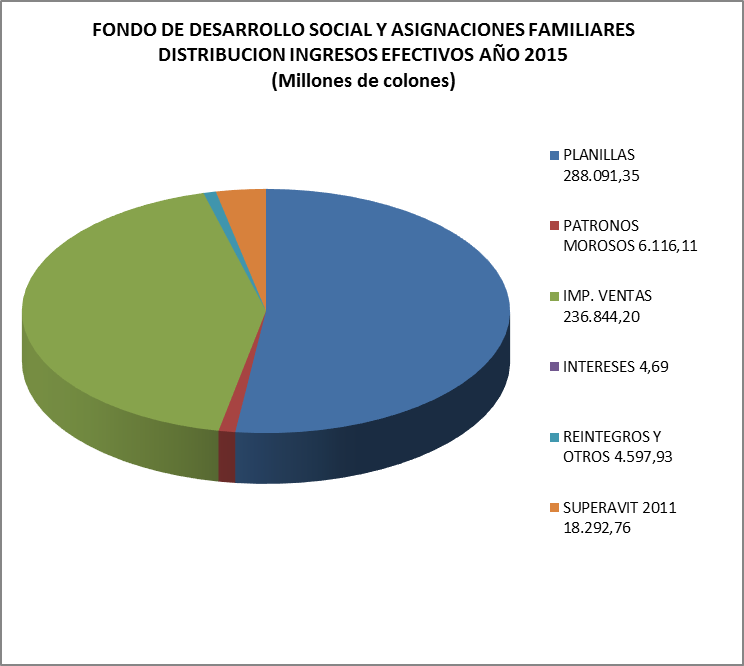 FONDO DE DESARROLLO SOCIAL Y ASIGNACIONES FAMILIARES
DISTRIBUCION INGRESOS EFECTIVOS AÑO 2015
(Millones de colones)
PLANILLAS
288.091,35
PATRONOS
MOROSOS 6.116,11
IMP. VENTAS
236.844,20
INTERESES 4,69
REINTEGROS Y
OTROS 4.597,93
SUPERAVIT 2011
18.292,76